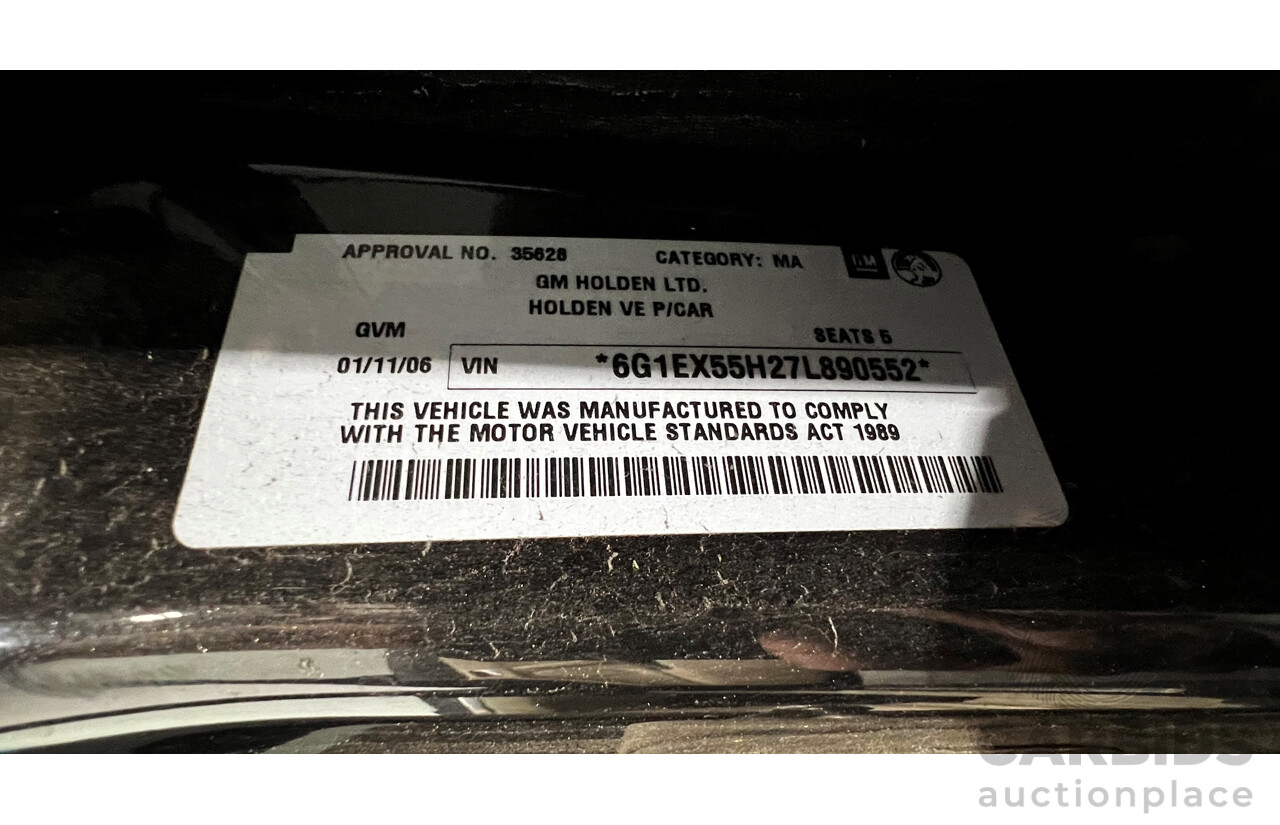 APPROVAL NO. 35628 CATEGORY: MA GM
GM HOLDEN LTD.
HOLDEN VE P/CAR
GVM SEATS 5
01/11/06 VIN *6G1EX55H27L890552*
THIS VEHICLE WAS MANUFACTURED TO COMPLY
WITH THE MOTOR VEHICLE STANDARDS ACT 1989
CARBIDS
auctionplace